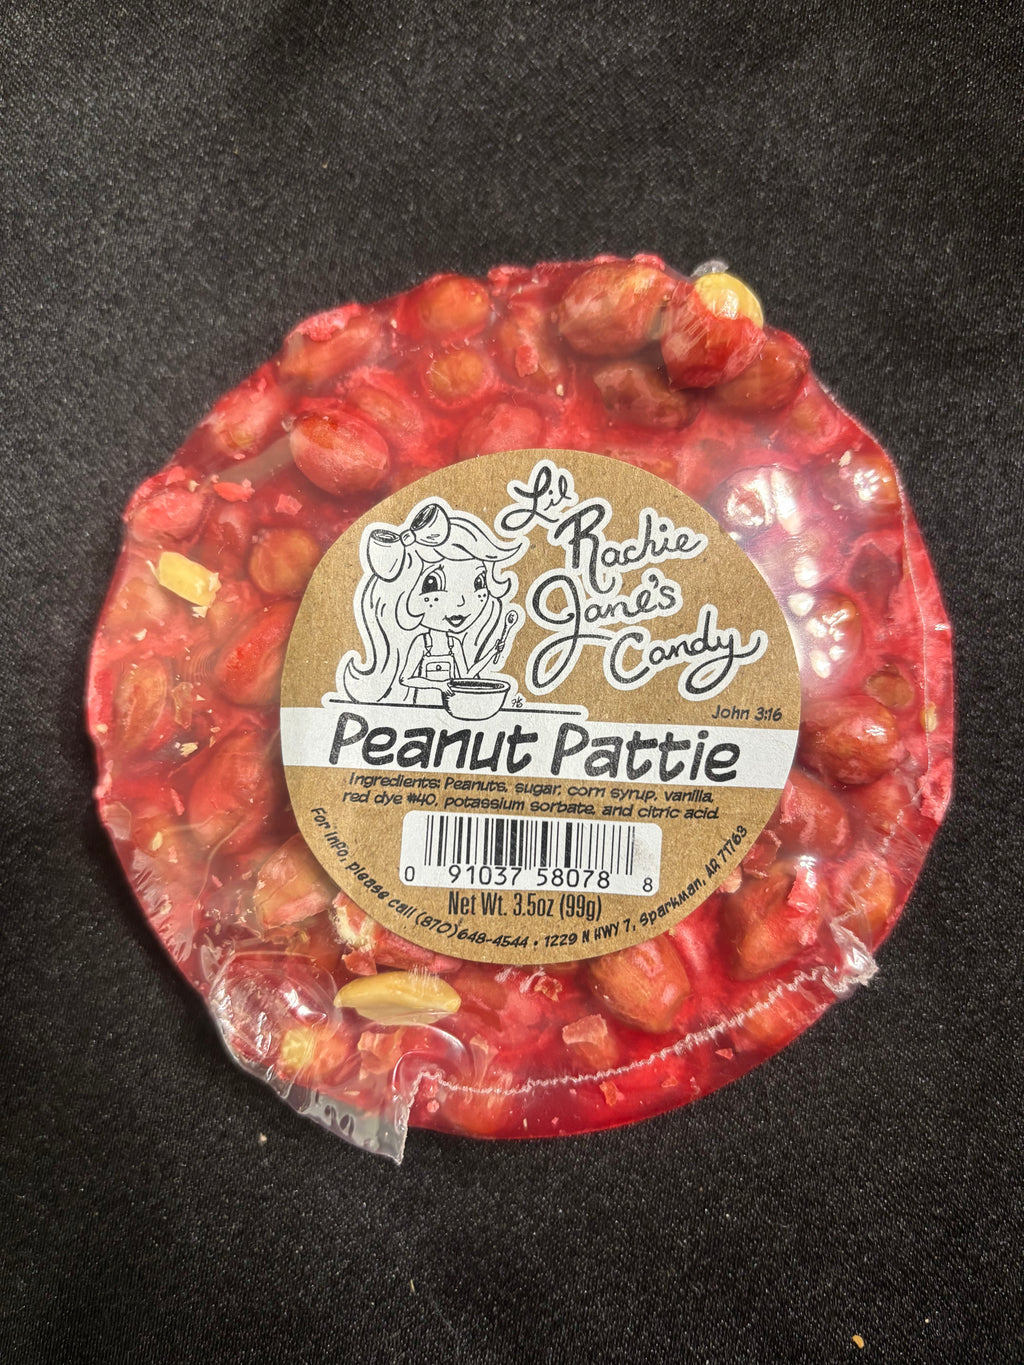 Lil
Rachie
Jane's
Candy
John 3:16
Peanut Pattie
Ingredients: Peanuts, sugar, corn syrup, vanilla,
red dye #40, potassium sorbate, and citric acid.
0 91037 58078 8
Net Wt. 3.5oz (99g)
For info, please call (870)648-4544 • 1229 N HWY 7, Sparkman, AR 71763